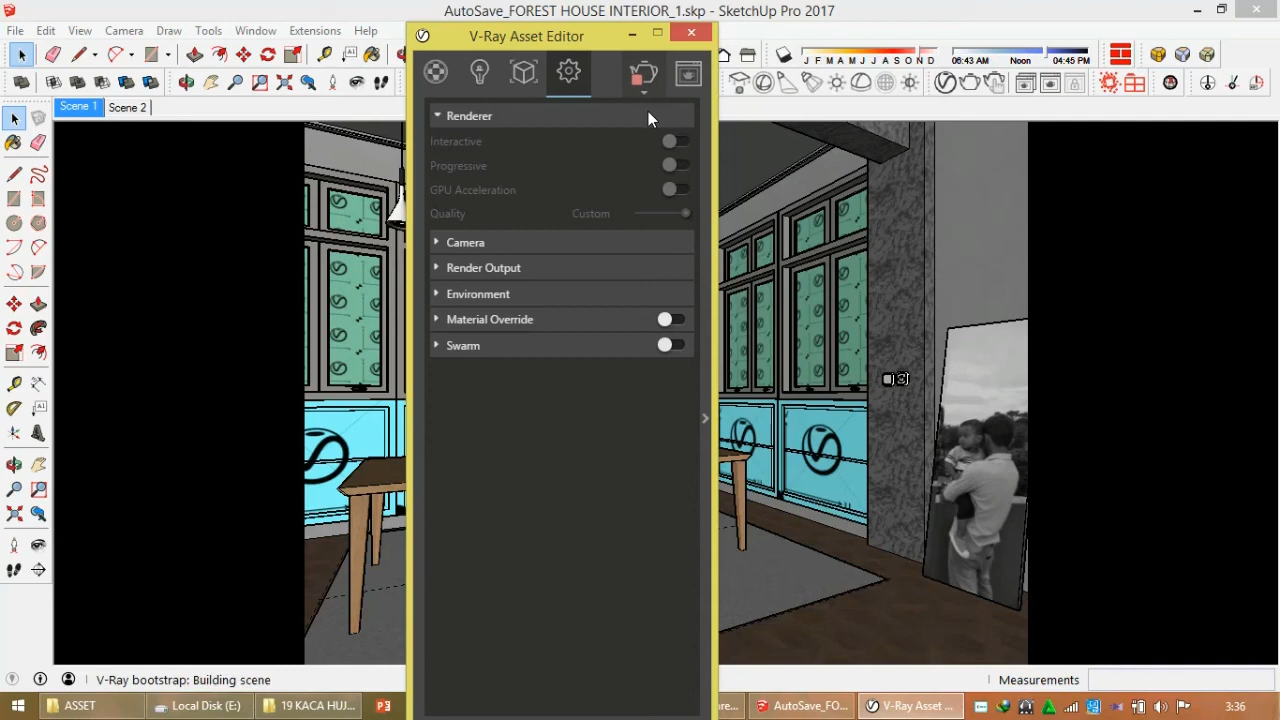 AutoSave_FOREST HOUSE INTERIOR_1.skp - SketchUp Pro 2017
File Edit View Camera Draw Tools Window Extensions Help
V-Ray Asset Editor
J F M A M J J A S O N D
06:43 AM Noon 04:45 PM
Scene 1 Scene 2
Renderer
Interactive
Progressive
GPU Acceleration
Quality Custom
Camera
Render Output
Environment
Material Override
Swarm
V-Ray bootstrap: Building scene
Measurements
ASSET
Local Disk (E:)
19 KACA HUJ...
AutoSave_FO...
V-Ray Asset ...
3:36